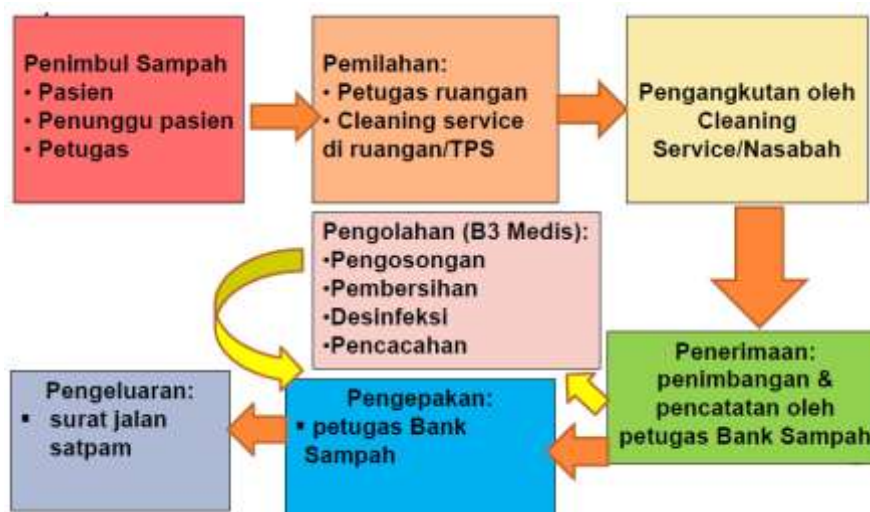 Penimbul Sampah
• Pasien
• Penunggu pasien
• Petugas
Pemilahan:
• Petugas ruangan
• Cleaning service
di ruangan/TPS
Pengangkutan oleh
Cleaning
Service/Nasabah
Pengolahan (B3 Medis):
•Pengosongan
•Pembersihan
•Desinfeksi
•Pencacahan
Penerimaan:
penimbangan &
pencatatan oleh
petugas Bank Sampah
Pengepakan:
▪ petugas Bank
Sampah
Pengeluaran:
▪ surat jalan
satpam